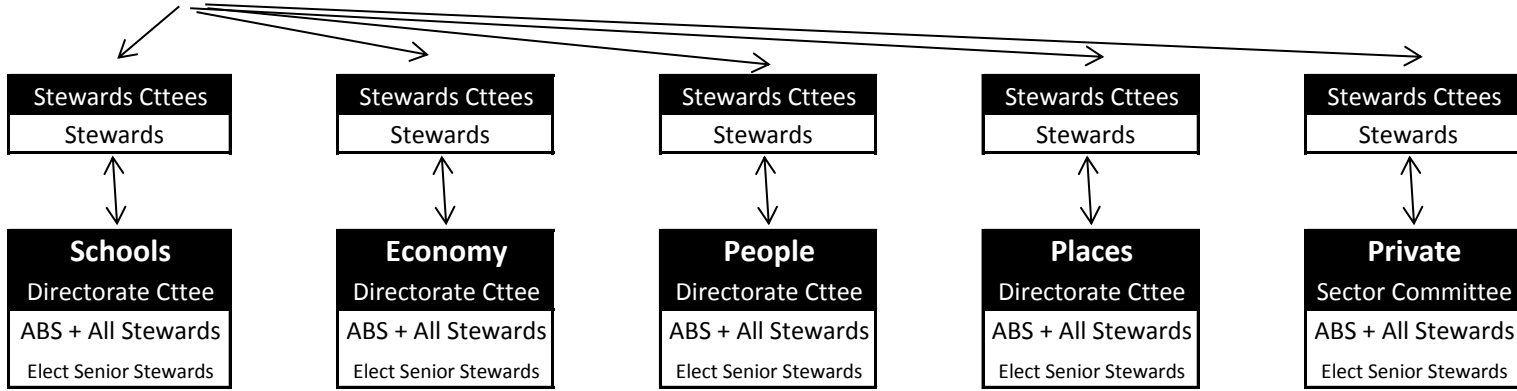 Stewards Cttees
Stewards
Stewards Cttees
Stewards
Stewards Cttees
Stewards
Stewards Cttees
Stewards
Stewards Cttees
Stewards
Schools
Directorate Cttee
ABS + All Stewards
Elect Senior Stewards
Economy
Directorate Cttee
ABS + All Stewards
Elect Senior Stewards
People
Directorate Cttee
ABS + All Stewards
Elect Senior Stewards
Places
Directorate Cttee
ABS + All Stewards
Elect Senior Stewards
Private
Sector Committee
ABS + All Stewards
Elect Senior Stewards